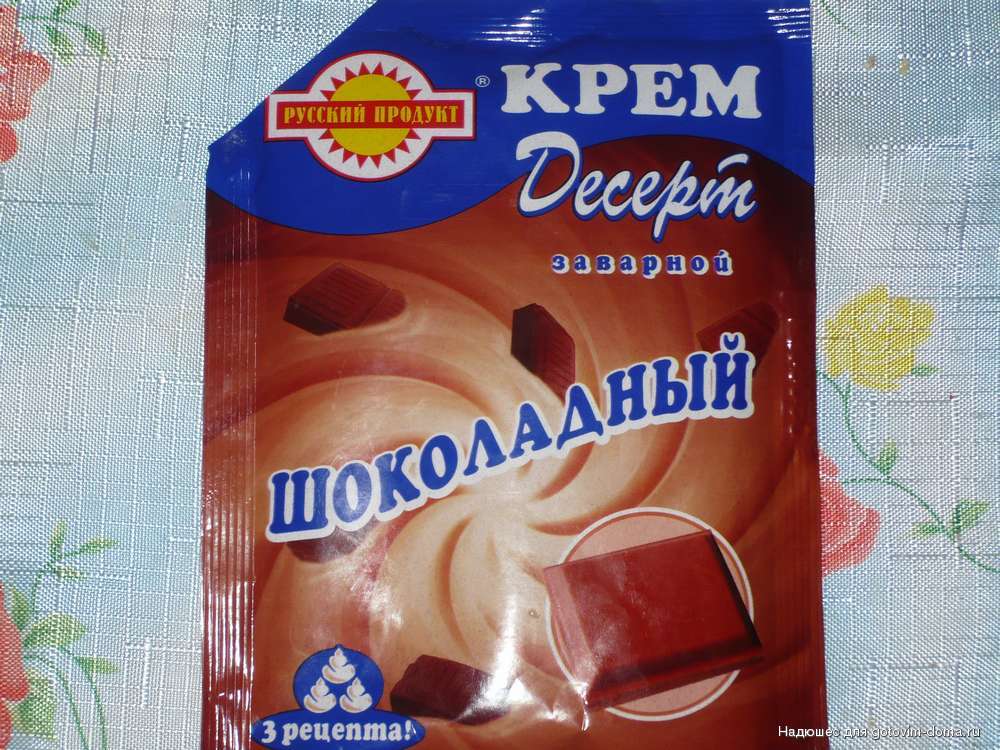 РУССКИЙ ПРОДУКТ ®
КРЕМ
Десерт
заварной
ШОКОЛАДНЫЙ
3 рецепта!
Надюшес для gotovim-doma.ru